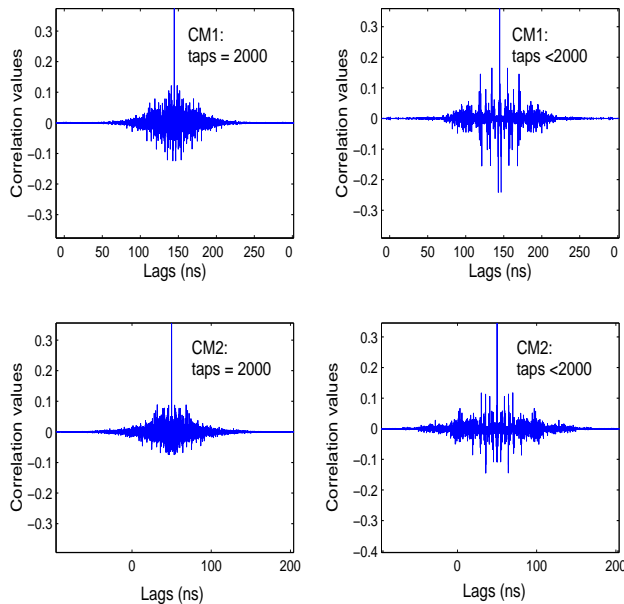 0.3
0.2
0.1
0
−0.1
−0.2
−0.3
Correlation values
CM1:
taps = 2000
0 50 100 150 200 250 0
Lags (ns)
0.3
0.2
0.1
0
−0.1
−0.2
−0.3
Correlation values
CM1:
taps <2000
0 50 100 150 200 250 0
Lags (ns)
0.3
0.2
0.1
0
−0.1
−0.2
−0.3
Correlation values
CM2:
taps = 2000
0 100 200
Lags (ns)
0.3
0.2
0.1
0
−0.1
−0.2
−0.3
−0.4
Correlation values
CM2:
taps <2000
0 100 200
Lags (ns)